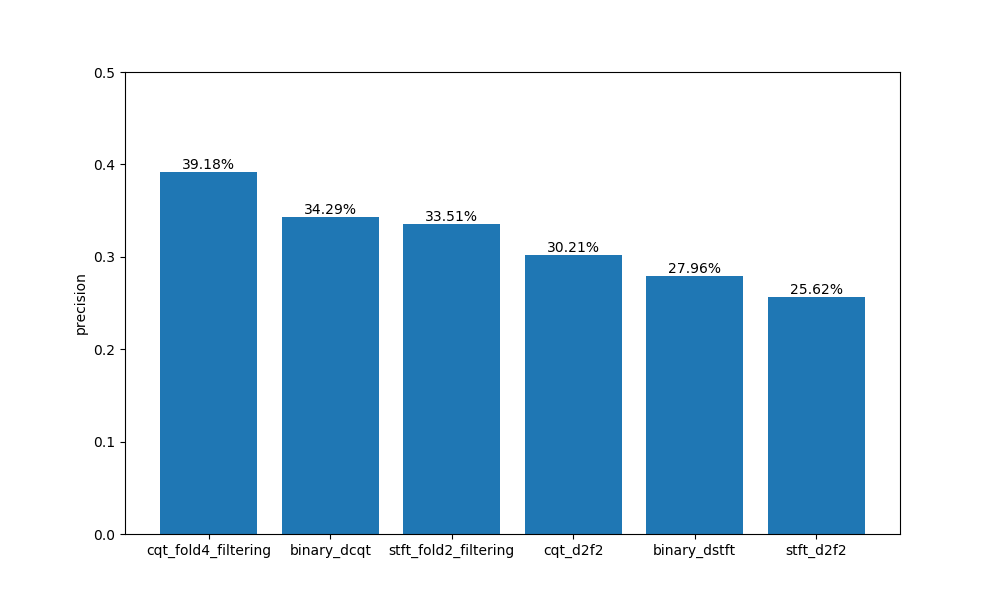 0.5
0.4
0.3
0.2
0.1
0.0
precision
39.18%
34.29%
33.51%
30.21%
27.96%
25.62%
cqt_fold4_filtering
binary_dcqt
stft_fold2_filtering
cqt_d2f2
binary_dstft
stft_d2f2